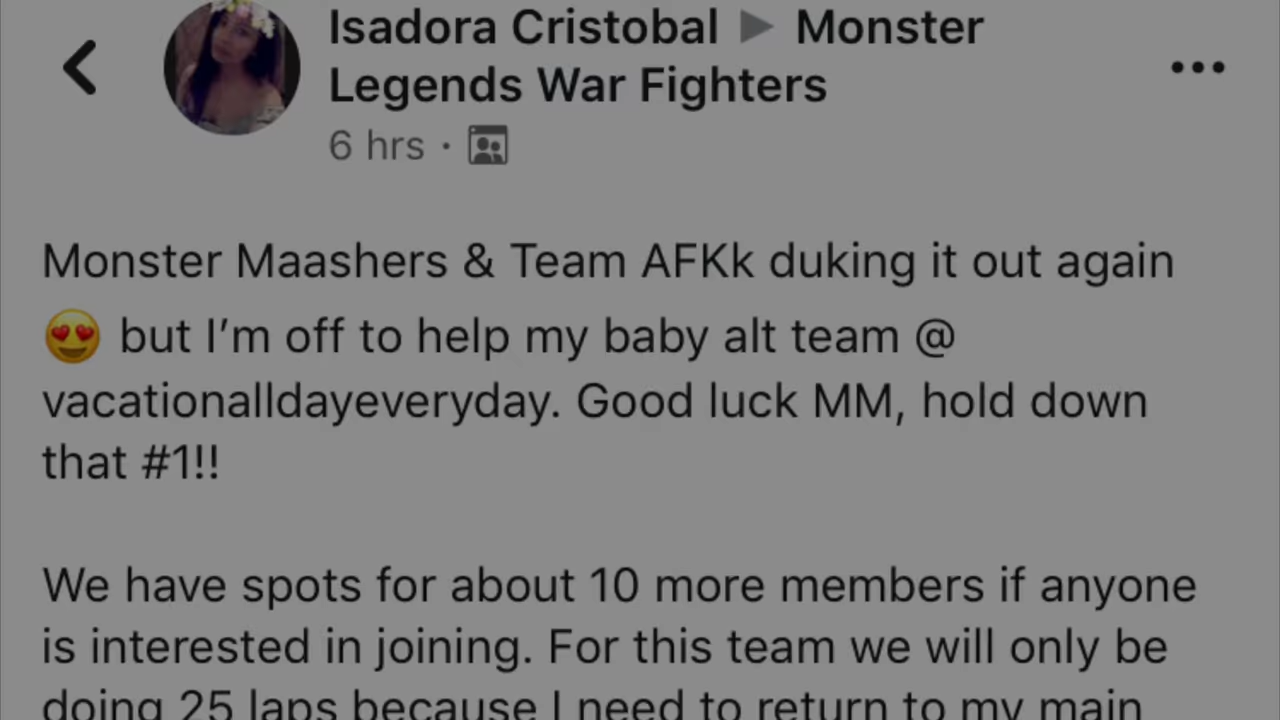 Isadora Cristobal ▶ Monster
Legends War Fighters
6 hrs ·
Monster Maashers & Team AFKk duking it out again
😍 but I’m off to help my baby alt team @
vacationalldayeveryday. Good luck MM, hold down
that #1!!
We have spots for about 10 more members if anyone
is interested in joining. For this team we will only be
doing 25 laps because I need to return to my main